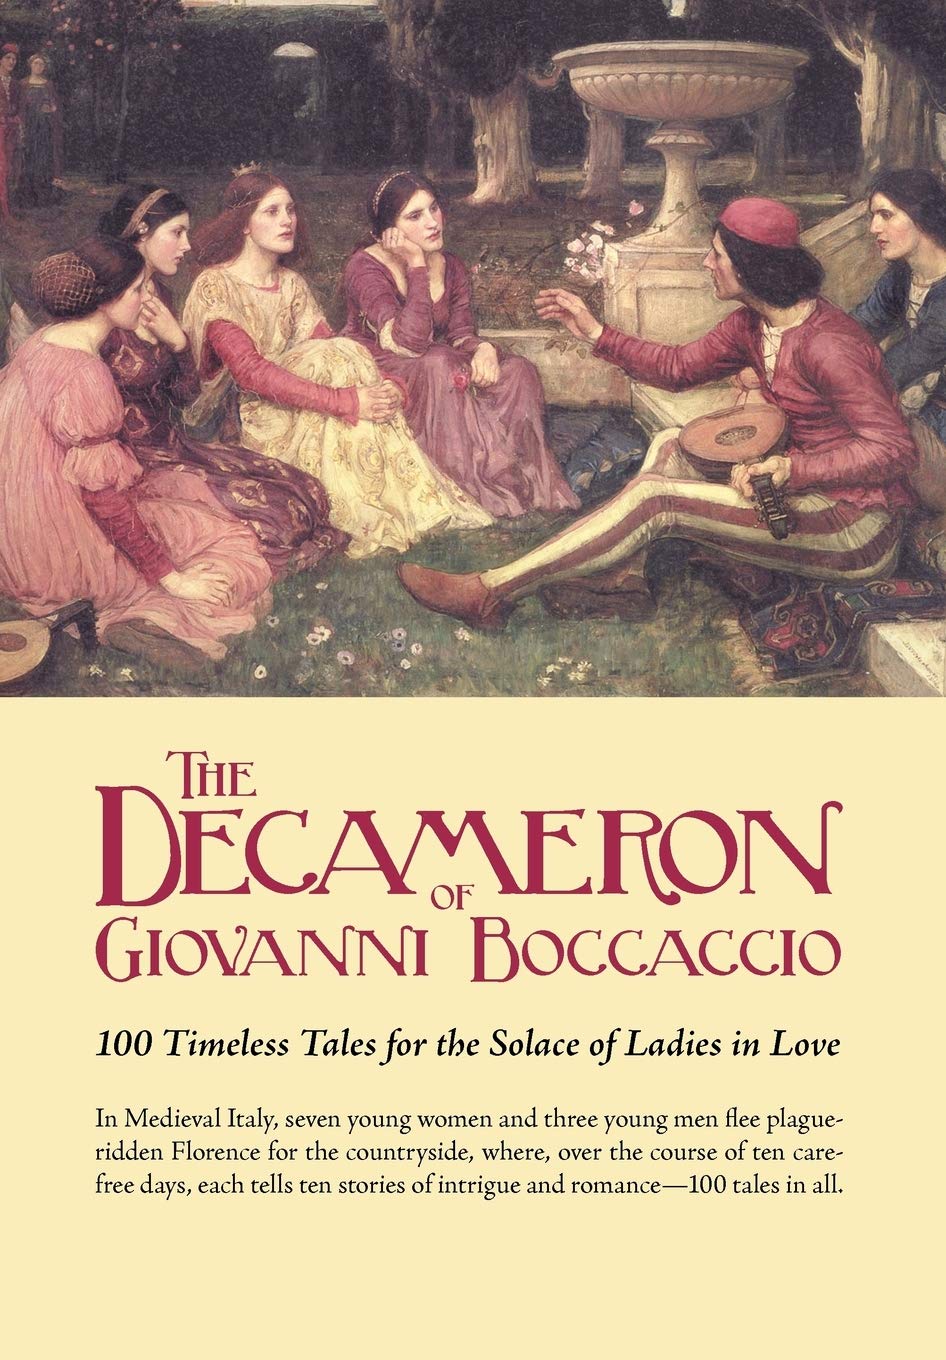 The
Decameron
of
Giovanni Boccaccio
100 Timeless Tales for the Solace of Ladies in Love
In Medieval Italy, seven young women and three young men flee plague-
ridden Florence for the countryside, where, over the course of ten care-
free days, each tells ten stories of intrigue and romance—100 tales in all.